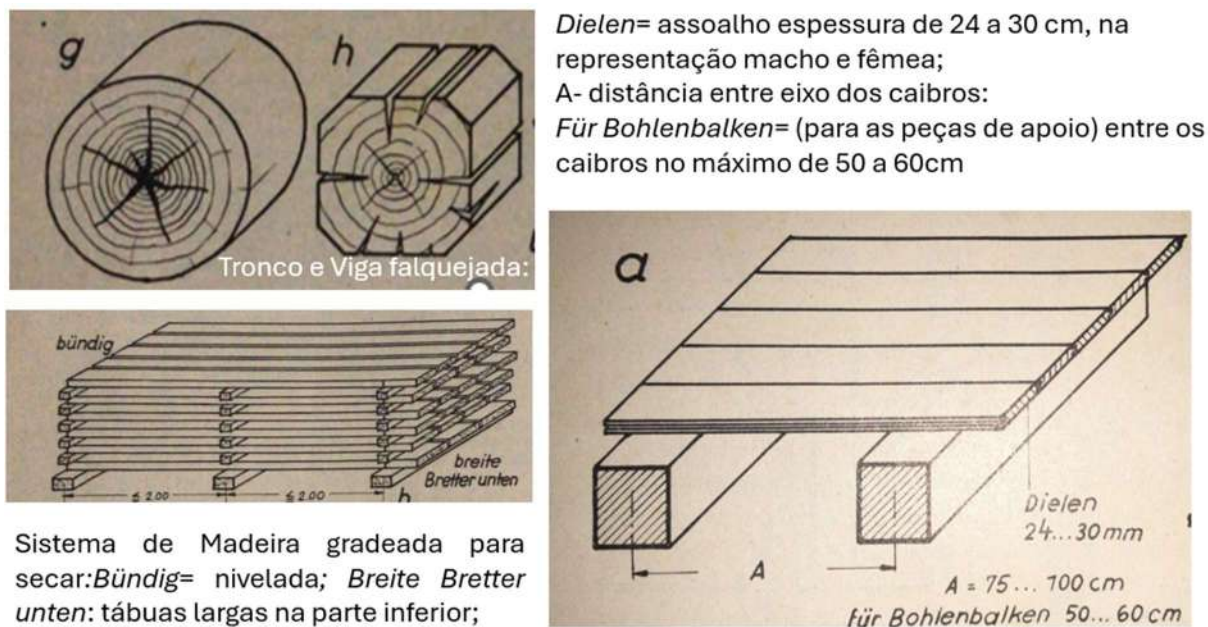 g
h
Tronco e Viga falquejada:
Dielen= assoalho espessura de 24 a 30 cm, na
representação macho e fêmea;
A- distância entre eixo dos caibros:
Für Bohlenbalken= (para as peças de apoio) entre os
caibros no máximo de 50 a 60cm
bündig
breite
Bretter unten
≤ 2.00
≤ 2.00
h
Sistema de Madeira gradeada para
secar:Bündig= nivelada; Breite Bretter
unten: tábuas largas na parte inferior;
a
Dielen
24...30mm
A
A = 75... 100 cm
für Bohlenbalken 50... 60 cm